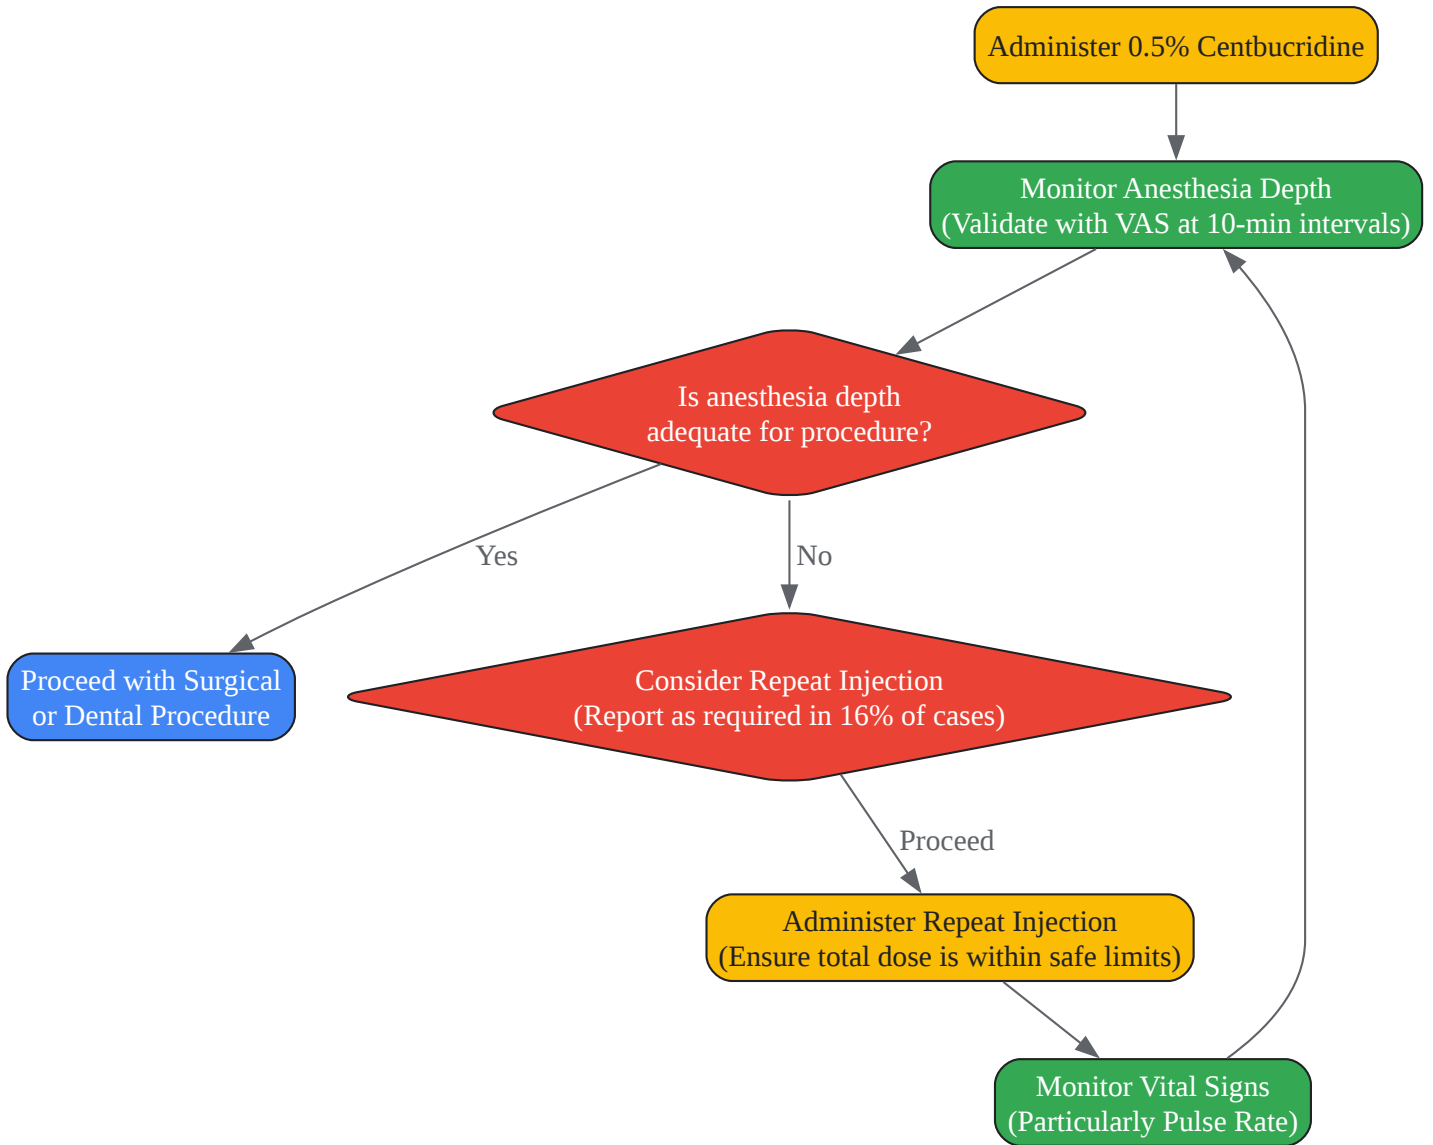 Administer 0.5% Centbucridine
Monitor Anesthesia Depth
(Validate with VAS at 10-min intervals)
Is anesthesia depth
adequate for procedure?
Yes
No
Proceed with Surgical
or Dental Procedure
Consider Repeat Injection
(Report as required in 16% of cases)
Proceed
Administer Repeat Injection
(Ensure total dose is within safe limits)
Monitor Vital Signs
(Particularly Pulse Rate)